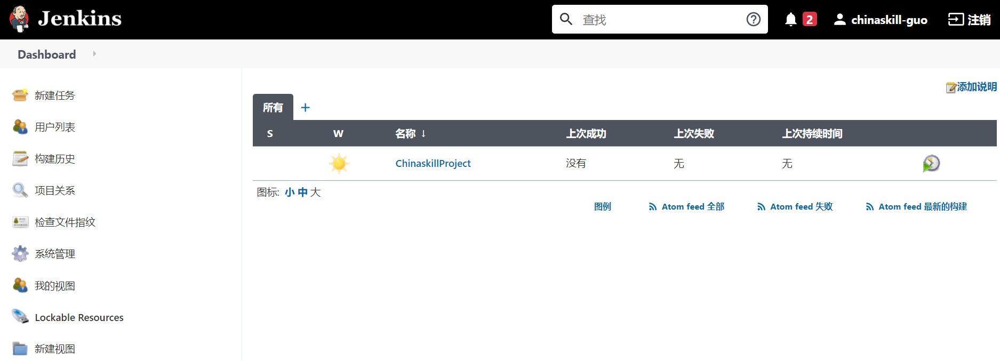 Jenkins
查找
2
chinaskill-guo
注销
Dashboard
新建任务
用户列表
构建历史
项目关系
检查文件指纹
系统管理
我的视图
Lockable Resources
新建视图
添加说明
所有 +
S W 名称 ↓ 上次成功 上次失败 上次持续时间
ChinaskillProject 没有 无 无
图标: 小 中 大
图例 Atom feed 全部 Atom feed 失败 Atom feed 最新的构建